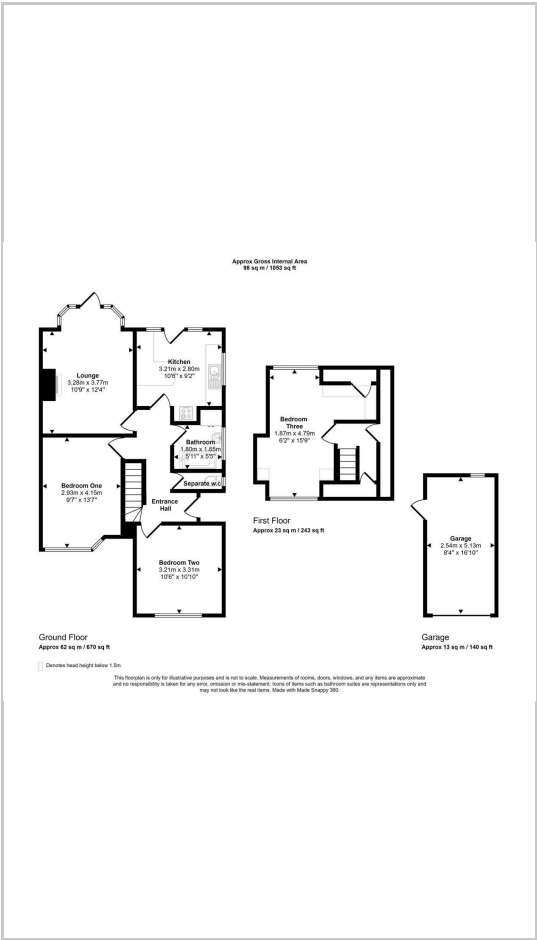 Approx Gross Internal Area
98 sq m / 1053 sq ft
Lounge
3.28m x 3.77m
10'9" x 12'4"
Kitchen
3.21m x 2.80m
10'6" x 9'2"
Bathroom
1.80m x 1.65m
5'11" x 5'5"
Separate w.c
Bedroom One
2.93m x 4.15m
9'7" x 13'7"
Entrance
Hall
Bedroom Two
3.21m x 3.31m
10'6" x 10'10"
Ground Floor
Approx 62 sq m / 670 sq ft
Bedroom
Three
1.87m x 4.79m
6'2" x 15'9"
First Floor
Approx 23 sq m / 243 sq ft
Garage
2.54m x 5.13m
8'4" x 16'10"
Garage
Approx 13 sq m / 140 sq ft
Denotes head height below 1.5m
This floorplan is only for illustrative purposes and is not to scale. Measurements of rooms, doors, windows, and any items are approximate
and no responsibility is taken for any error, omission or mis-statement. Icons of items such as bathroom suites are representations only and
may not look like the real items. Made with Made Snappy 360.